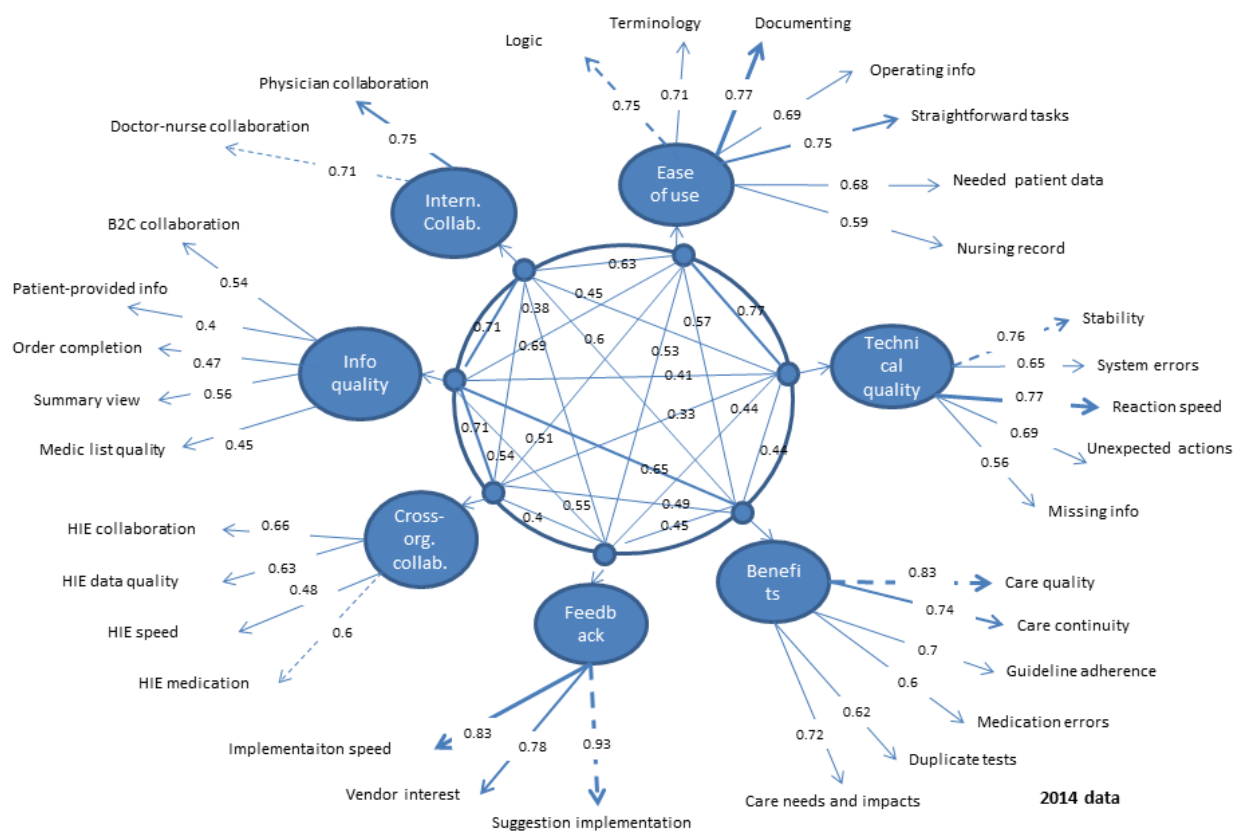 Terminology
Documenting
Logic
Operating info
Physician collaboration
0.75
0.71
0.77
0.69
Straightforward tasks
Doctor-nurse collaboration
0.75
0.75
0.71
Ease
of use
0.68
Needed patient data
Intern.
Collab.
0.59
B2C collaboration
Nursing record
0.63
0.54
0.45
Patient-provided info
0.38
0.77
Stability
0.4
0.71
0.6
0.57
0.76
Order completion
0.47
Info
quality
0.69
0.53
Techni
cal
quality
0.65
System errors
0.41
0.56
Summary view
0.77
Reaction speed
0.33
0.44
0.45
0.71
0.51
0.69
Unexpected actions
Medic list quality
0.54
0.44
0.56
0.65
Missing info
HIE collaboration
0.66
Cross-
org.
collab.
0.55
0.49
0.4
0.45
0.63
HIE data quality
0.48
Benefi
ts
0.83
Care quality
0.74
Care continuity
HIE speed
0.6
Feedb
ack
0.7
Guideline adherence
HIE medication
0.6
Medication errors
0.62
0.83
0.72
Implementaiton speed
0.78
0.93
Duplicate tests
Vendor interest
Care needs and impacts
2014 data
Suggestion implementation